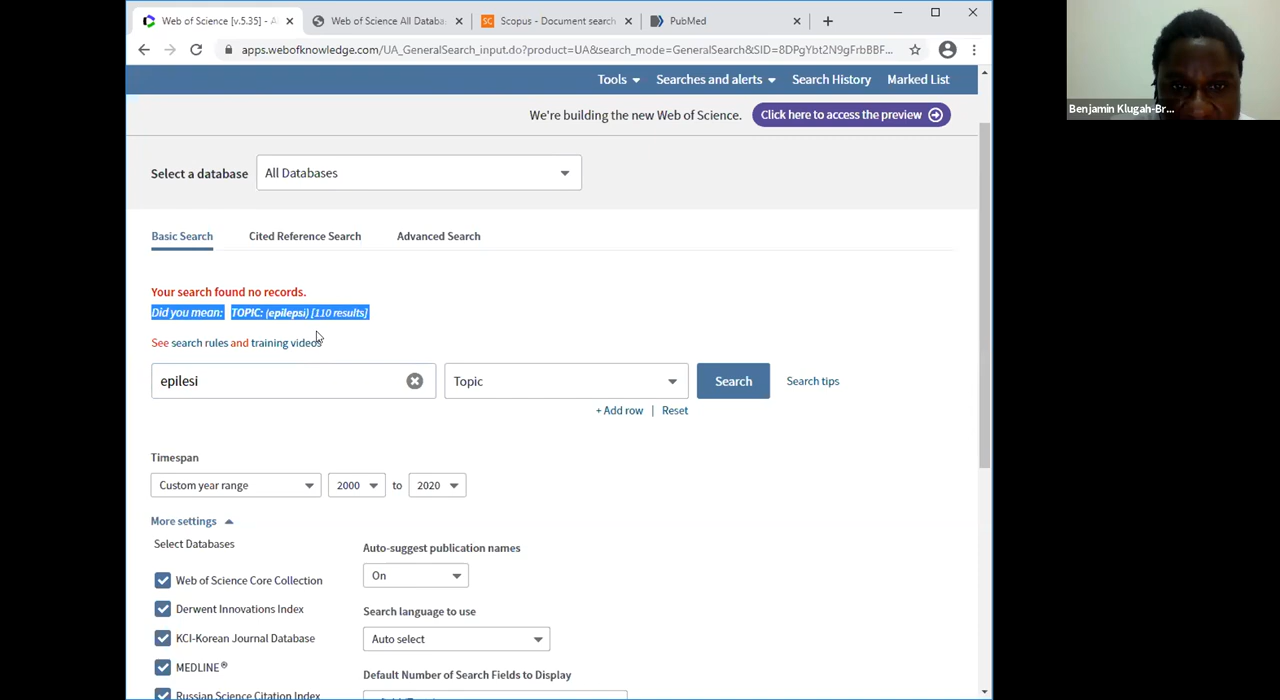 Web of Science [v.5.35] - A
Web of Science All Databa
Scopus - Document search
PubMed
apps.webofknowledge.com/UA_GeneralSearch_input.do?product=UA&search_mode=GeneralSearch&SID=8DPgYbt2N9gFrbBBF...
Tools Searches and alerts Search History Marked List
We're building the new Web of Science. Click here to access the preview
Select a database All Databases
Basic Search Cited Reference Search Advanced Search
Your search found no records.
Did you mean: TOPIC: (epilepsi) [110 results]
See search rules and training videos
epilesi Topic Search Search tips
+ Add row | Reset
Timespan
Custom year range 2000 to 2020
More settings
Select Databases
Web of Science Core Collection
Derwent Innovations Index
KCI-Korean Journal Database
MEDLINE®
Russian Science Citation Index
Auto-suggest publication names
On
Search language to use
Auto select
Default Number of Search Fields to Display
Benjamin Klugah-Br...